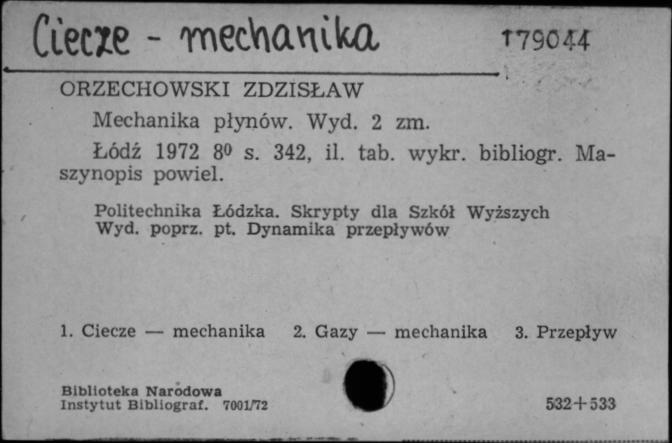 Ciecze - mechanika
179044
ORZECHOWSKI ZDZISŁAW
Mechanika płynów. Wyd. 2 zm.
Łódź 1972 8⁰ s. 342, il. tab. wykr. bibliogr. Ma-
szynopis powiel.
Politechnika Łódzka. Skrypty dla Szkół Wyższych
Wyd. poprz. pt. Dynamika przepływów
1. Ciecze — mechanika 2. Gazy — mechanika 3. Przepływ
Biblioteka Narodowa
Instytut Bibliograf. 7001/72
532+533